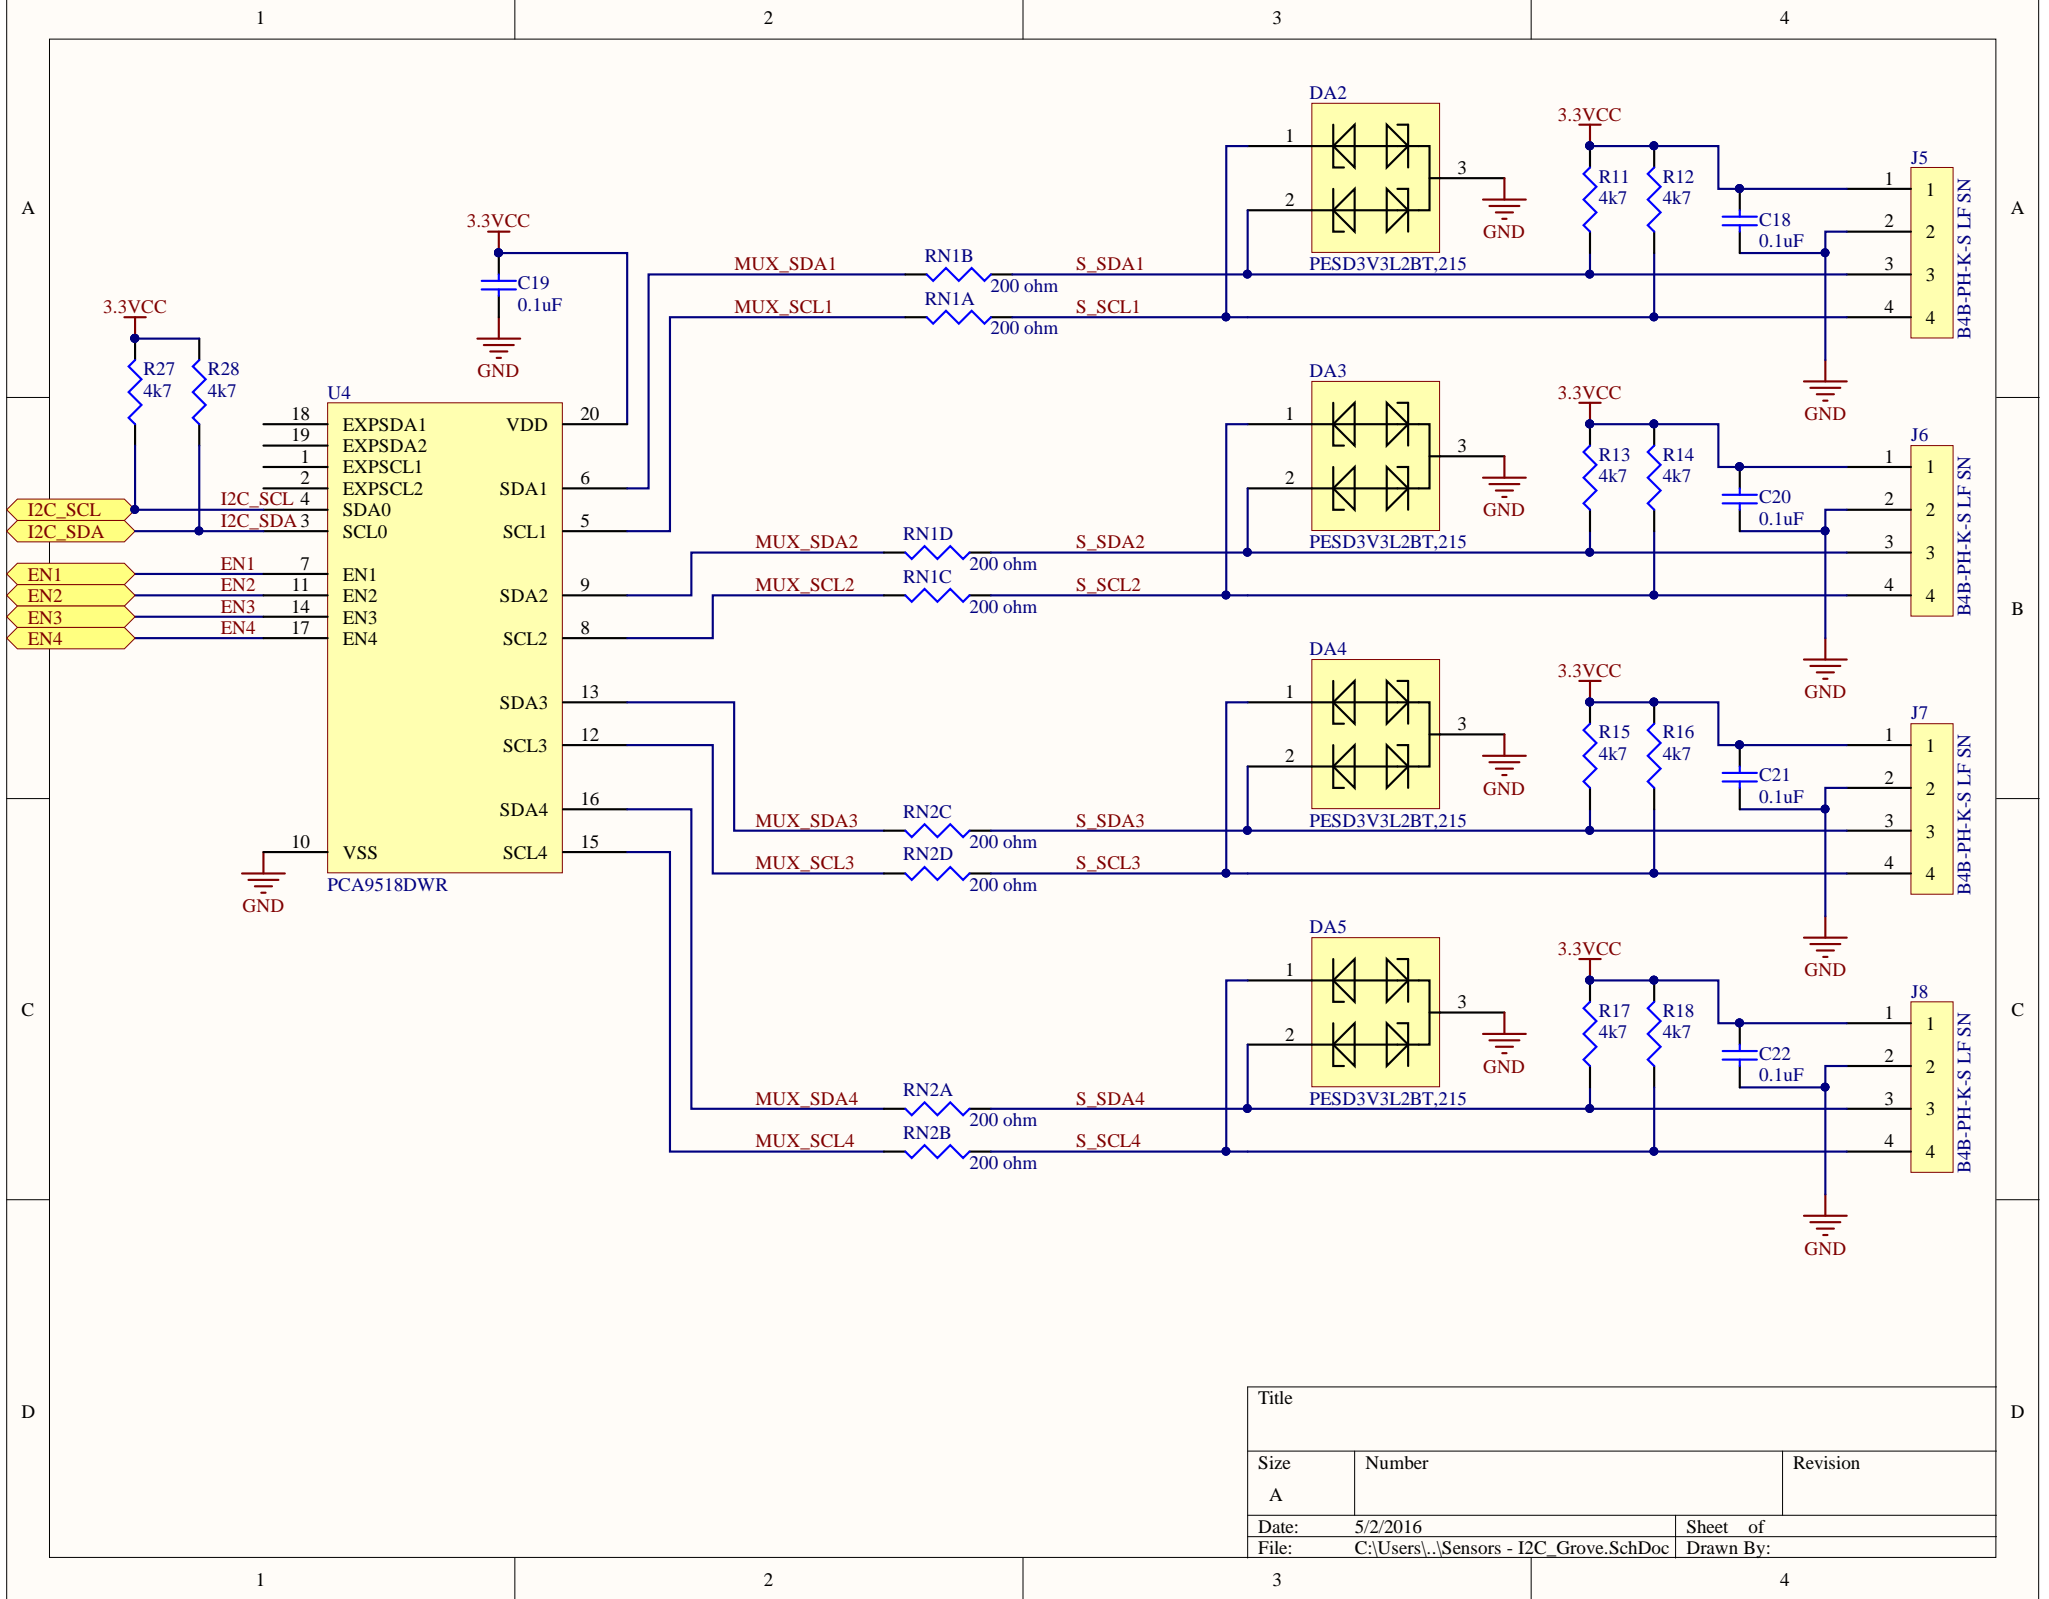 1 2 3 4
A A
B
C C
D D
3.3VCC
R27
4k7
R28
4k7
3.3VCC
C19
0.1uF
GND
I2C_SCL
I2C_SDA
EN1
EN2
EN3
EN4
I2C_SCL 4
I2C_SDA 3
EN1 7
EN2 11
EN3 14
EN4 17
U4
18 EXPSDA1
19 EXPSDA2
1 EXPSCL1
2 EXPSCL2
SDA0
SCL0
EN1
EN2
EN3
EN4
10 VSS
GND
VDD 20
SDA1 6
SCL1 5
SDA2 9
SCL2 8
SDA3 13
SCL3 12
SDA4 16
SCL4 15
PCA9518DWR
MUX_SDA1 RN1B 200 ohm S_SDA1
MUX_SCL1 RN1A 200 ohm S_SCL1
DA2
1
2
3
GND
PESD3V3L2BT,215
3.3VCC
R11
4k7
R12
4k7
C18
0.1uF
GND
J5
1 1
2 2
3 3
4 4
B4B-PH-K-S LF SN
MUX_SDA2 RN1D 200 ohm S_SDA2
MUX_SCL2 RN1C 200 ohm S_SCL2
DA3
1
2
3
GND
PESD3V3L2BT,215
3.3VCC
R13
4k7
R14
4k7
C20
0.1uF
GND
J6
1 1
2 2
3 3
4 4
B4B-PH-K-S LF SN
MUX_SDA3 RN2C 200 ohm S_SDA3
MUX_SCL3 RN2D 200 ohm S_SCL3
DA4
1
2
3
GND
PESD3V3L2BT,215
3.3VCC
R15
4k7
R16
4k7
C21
0.1uF
GND
J7
1 1
2 2
3 3
4 4
B4B-PH-K-S LF SN
MUX_SDA4 RN2A 200 ohm S_SDA4
MUX_SCL4 RN2B 200 ohm S_SCL4
DA5
1
2
3
GND
PESD3V3L2BT,215
3.3VCC
R17
4k7
R18
4k7
C22
0.1uF
GND
J8
1 1
2 2
3 3
4 4
B4B-PH-K-S LF SN
Title
Size Number Revision
A
Date: 5/2/2016 Sheet of
File: C:\Users\..\Sensors - I2C_Grove.SchDoc Drawn By:
1 2 3 4